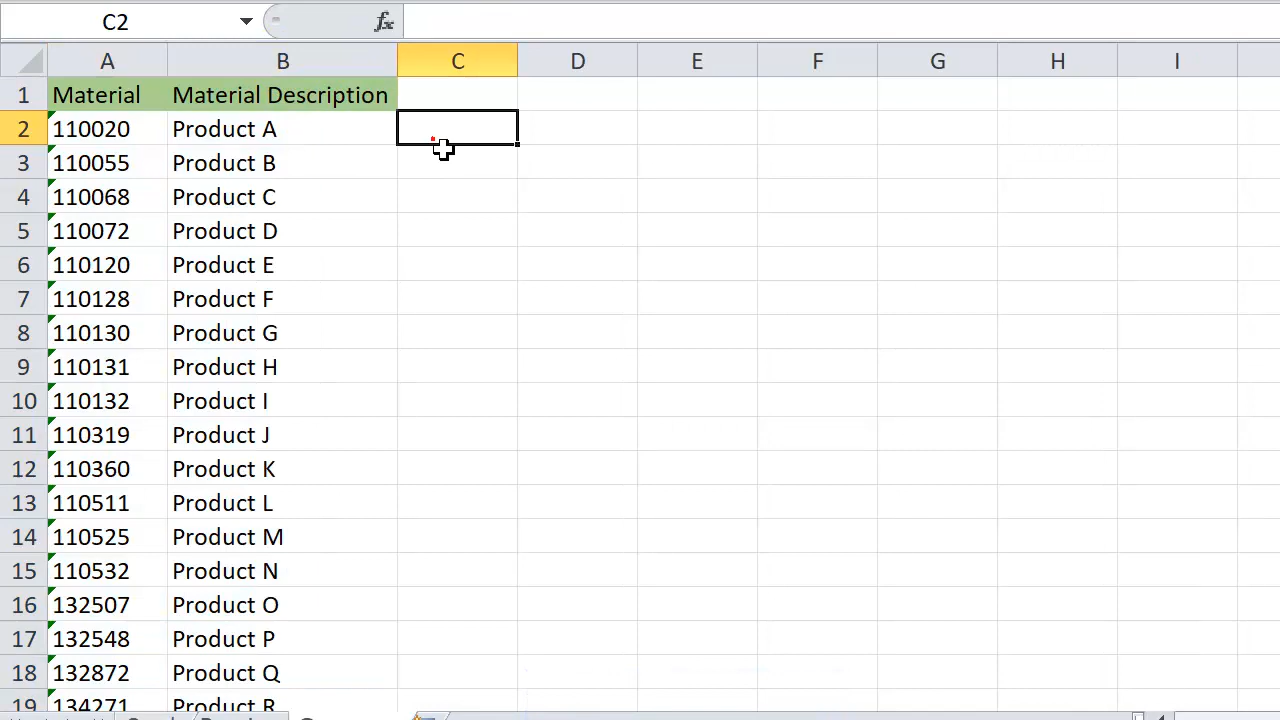 C2 fx
A B C D E F G H I
1 Material Material Description
2 110020 Product A
3 110055 Product B
4 110068 Product C
5 110072 Product D
6 110120 Product E
7 110128 Product F
8 110130 Product G
9 110131 Product H
10 110132 Product I
11 110319 Product J
12 110360 Product K
13 110511 Product L
14 110525 Product M
15 110532 Product N
16 132507 Product O
17 132548 Product P
18 132872 Product Q
19 134271 Product R